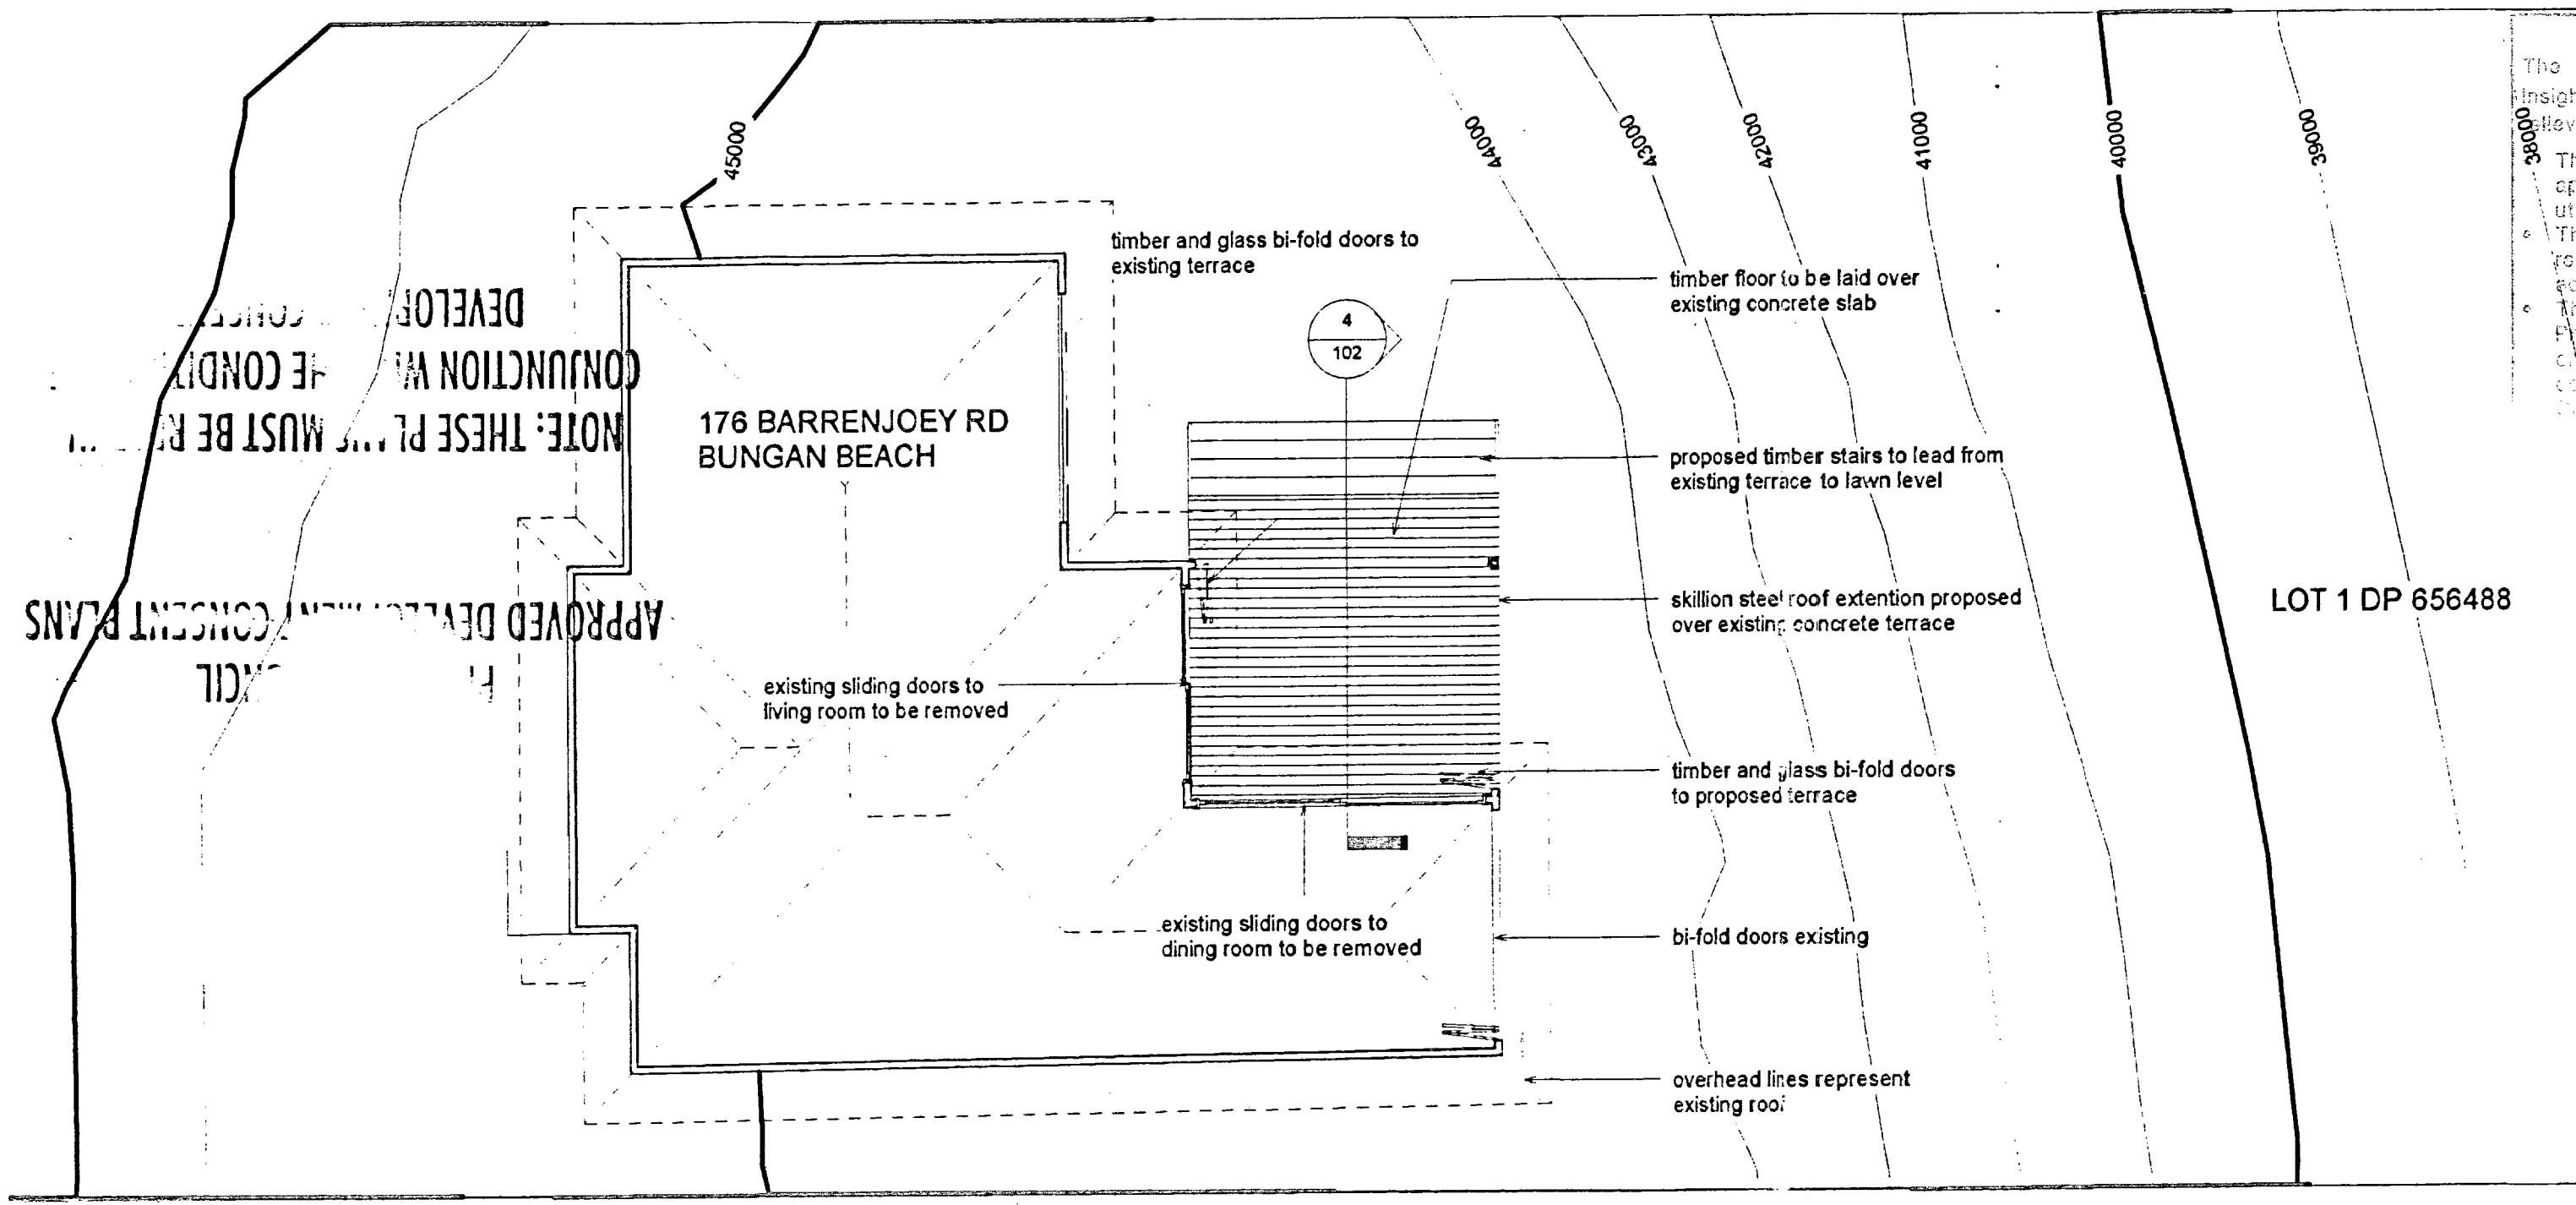 45000
44000
43000
42000
41000
40000
39000
38000
The
timber and glass bi-fold doors to
existing terrace
4
102
timber floor to be laid over
existing concrete slab
176 BARRENJOEY RD
BUNGAN BEACH
proposed timber stairs to lead from
existing terrace to lawn level
skillion steel roof extention proposed
over existing concrete terrace
LOT 1 DP 656488
existing sliding doors to
living room to be removed
timber and glass bi-fold doors
to proposed terrace
existing sliding doors to
dining room to be removed
bi-fold doors existing
overhead lines represent
existing roof
APPROVED CONSENT PLANS
NOTE: THESE MUST BE
CONJUNCTION